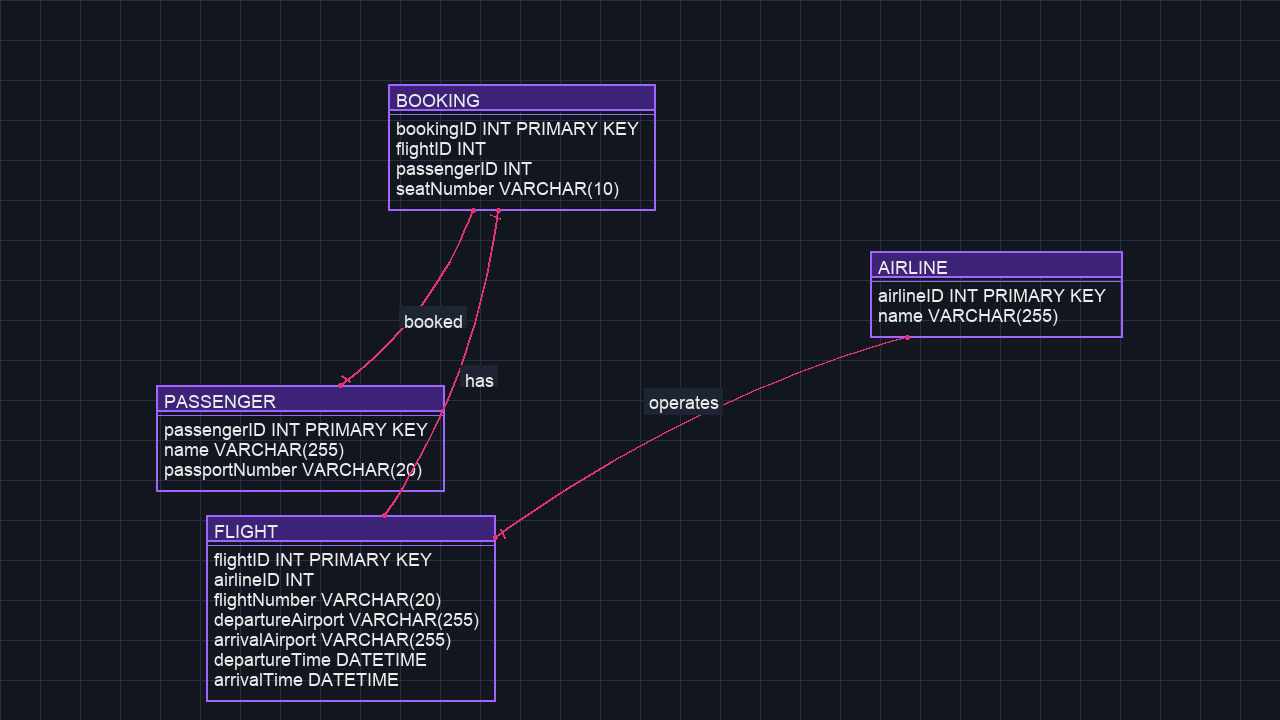 BOOKING
bookingID INT PRIMARY KEY
flightID INT
passengerID INT
seatNumber VARCHAR(10)
AIRLINE
airlineID INT PRIMARY KEY
name VARCHAR(255)
booked
has
operates
PASSENGER
passengerID INT PRIMARY KEY
name VARCHAR(255)
passportNumber VARCHAR(20)
FLIGHT
flightID INT PRIMARY KEY
airlineID INT
flightNumber VARCHAR(20)
departureAirport VARCHAR(255)
arrivalAirport VARCHAR(255)
departureTime DATETIME
arrivalTime DATETIME